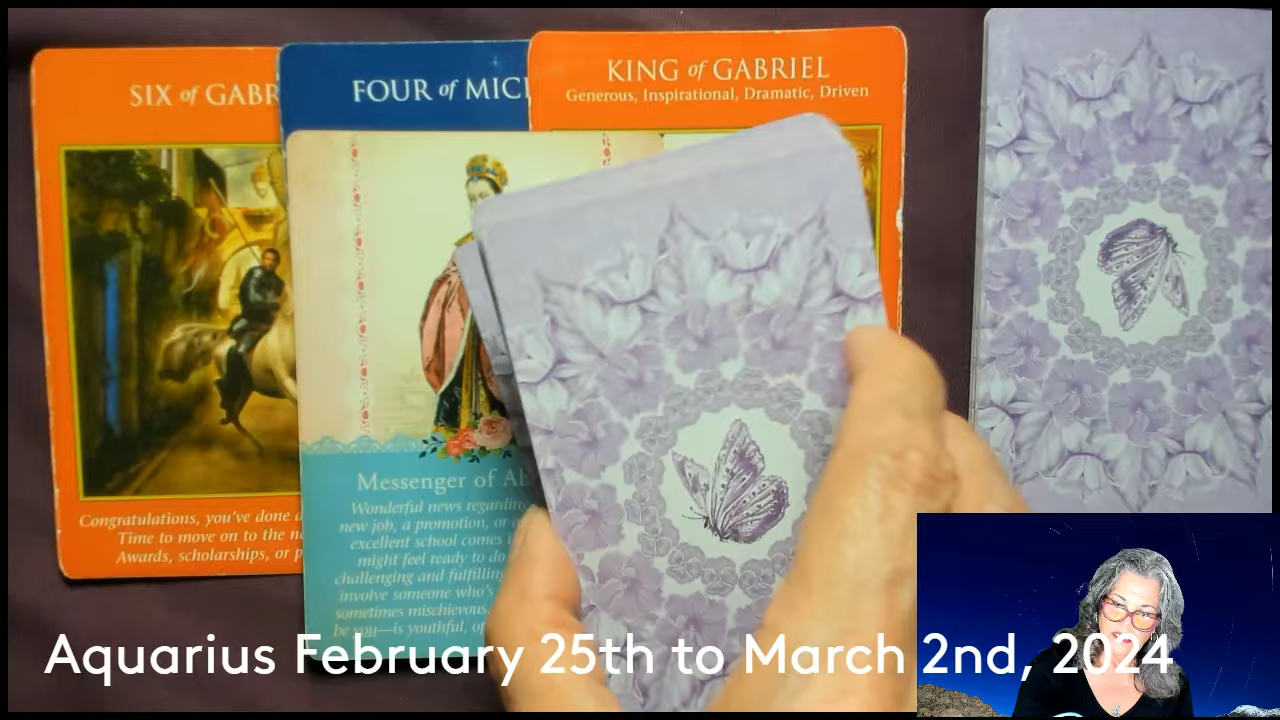 SIX of GABR
FOUR of MICH
KING of GABRIEL
Generous, Inspirational, Dramatic, Driven
Congratulations, you've done a
Time to move on to the ne
Awards, scholarships, or p
Messenger of Ab
Wonderful news regarding
new job, a promotion, or
excellent school comes
might feel ready to do
challenging and fulfilling
involve someone who's
sometimes mischievous.
be you—is youthful, op
Aquarius February 25th to March 2nd, 2024